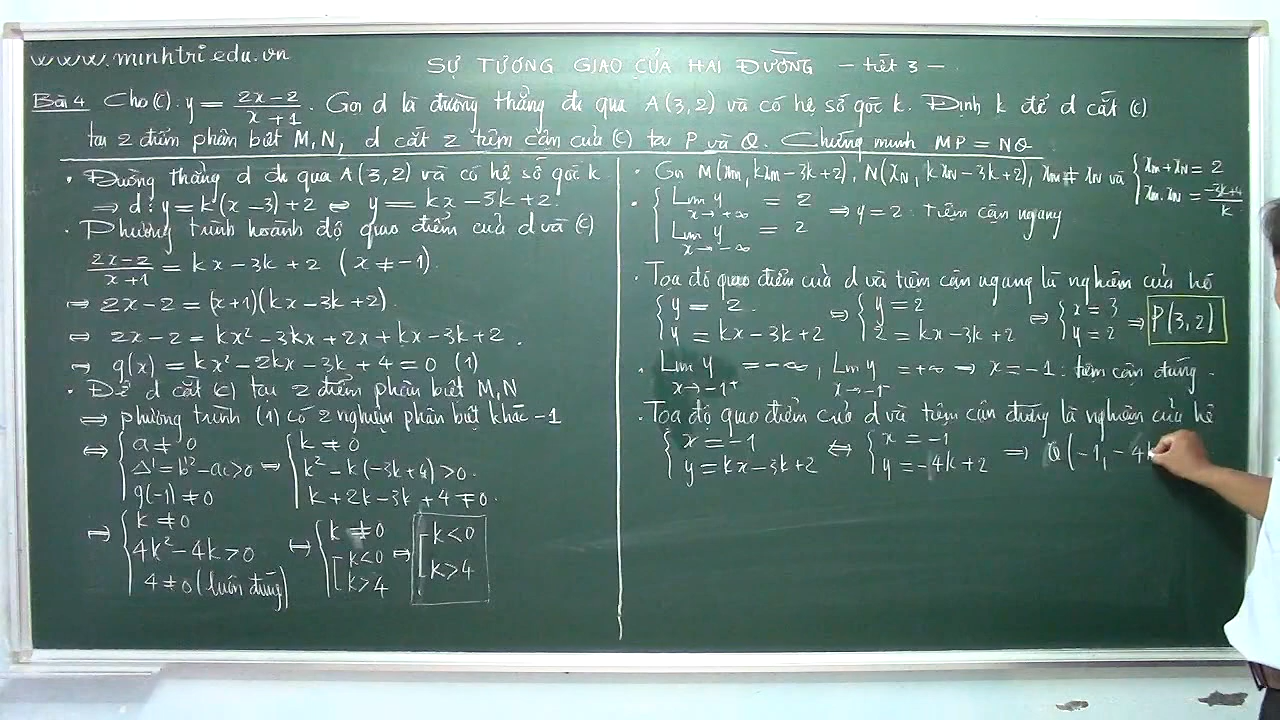 www.minhtri.edu.vn
SỰ TƯƠNG GIAO CỦA HAI ĐƯỜNG — tiết 3 —
Bài 4 Cho (C): y = (2x-2)/(x+1). Gọi d là đường thẳng đi qua A(3,2) và có hệ số góc k. Định k để d cắt (C)
tại 2 điểm phân biệt M,N, d cắt 2 tiệm cận của (C) tại P và Q. Chứng minh MP = NQ
• Đường thẳng d đi qua A(3,2) và có hệ số góc k
⇒ d: y = k(x-3)+2 ⇔ y = kx-3k+2.
• Phương trình hoành độ giao điểm của d và (C)
(2x-2)/(x+1) = kx-3k+2 (x ≠ -1).
⇔ 2x-2 = (x+1)(kx-3k+2).
⇔ 2x-2 = kx²-3kx+2x+kx-3k+2.
⇔ g(x) = kx²-2kx-3k+4 = 0 (1)
• Để d cắt (C) tại 2 điểm phân biệt M,N
⇔ phương trình (1) có 2 nghiệm phân biệt khác -1
⇔ { a ≠ 0 ⇔ { k ≠ 0
Δ' = b'²-ac > 0 k²-k(-3k+4) > 0.
g(-1) ≠ 0 k+2k-3k+4 ≠ 0.
⇔ { k ≠ 0 ⇔ { k ≠ 0 ⇔ [ k<0
4k²-4k > 0 [ k<0 k>4
4 ≠ 0 (luôn đúng) k>4
• Gọi M(xM, kxM-3k+2), N(xN, kxN-3k+2), xM ≠ xN và { xM+xN = 2
xM.xN = (-3k+4)/k
• { Lim y = 2 ⇒ y = 2: tiệm cận ngang
x→+∞
Lim y = 2
x→-∞
• Tọa độ giao điểm của d và tiệm cận ngang là nghiệm của hệ
{ y = 2 ⇔ { y = 2 ⇔ { x = 3 ⇒ P(3,2)
y = kx-3k+2 2 = kx-3k+2 y = 2
• Lim y = -∞, Lim y = +∞ ⇒ x = -1: tiệm cận đứng.
x→-1⁺ x→-1⁻
• Tọa độ giao điểm của d và tiệm cận đứng là nghiệm của hệ
{ x = -1 ⇔ { x = -1 ⇒ Q(-1, -4k
y = kx-3k+2 y = -4k+2